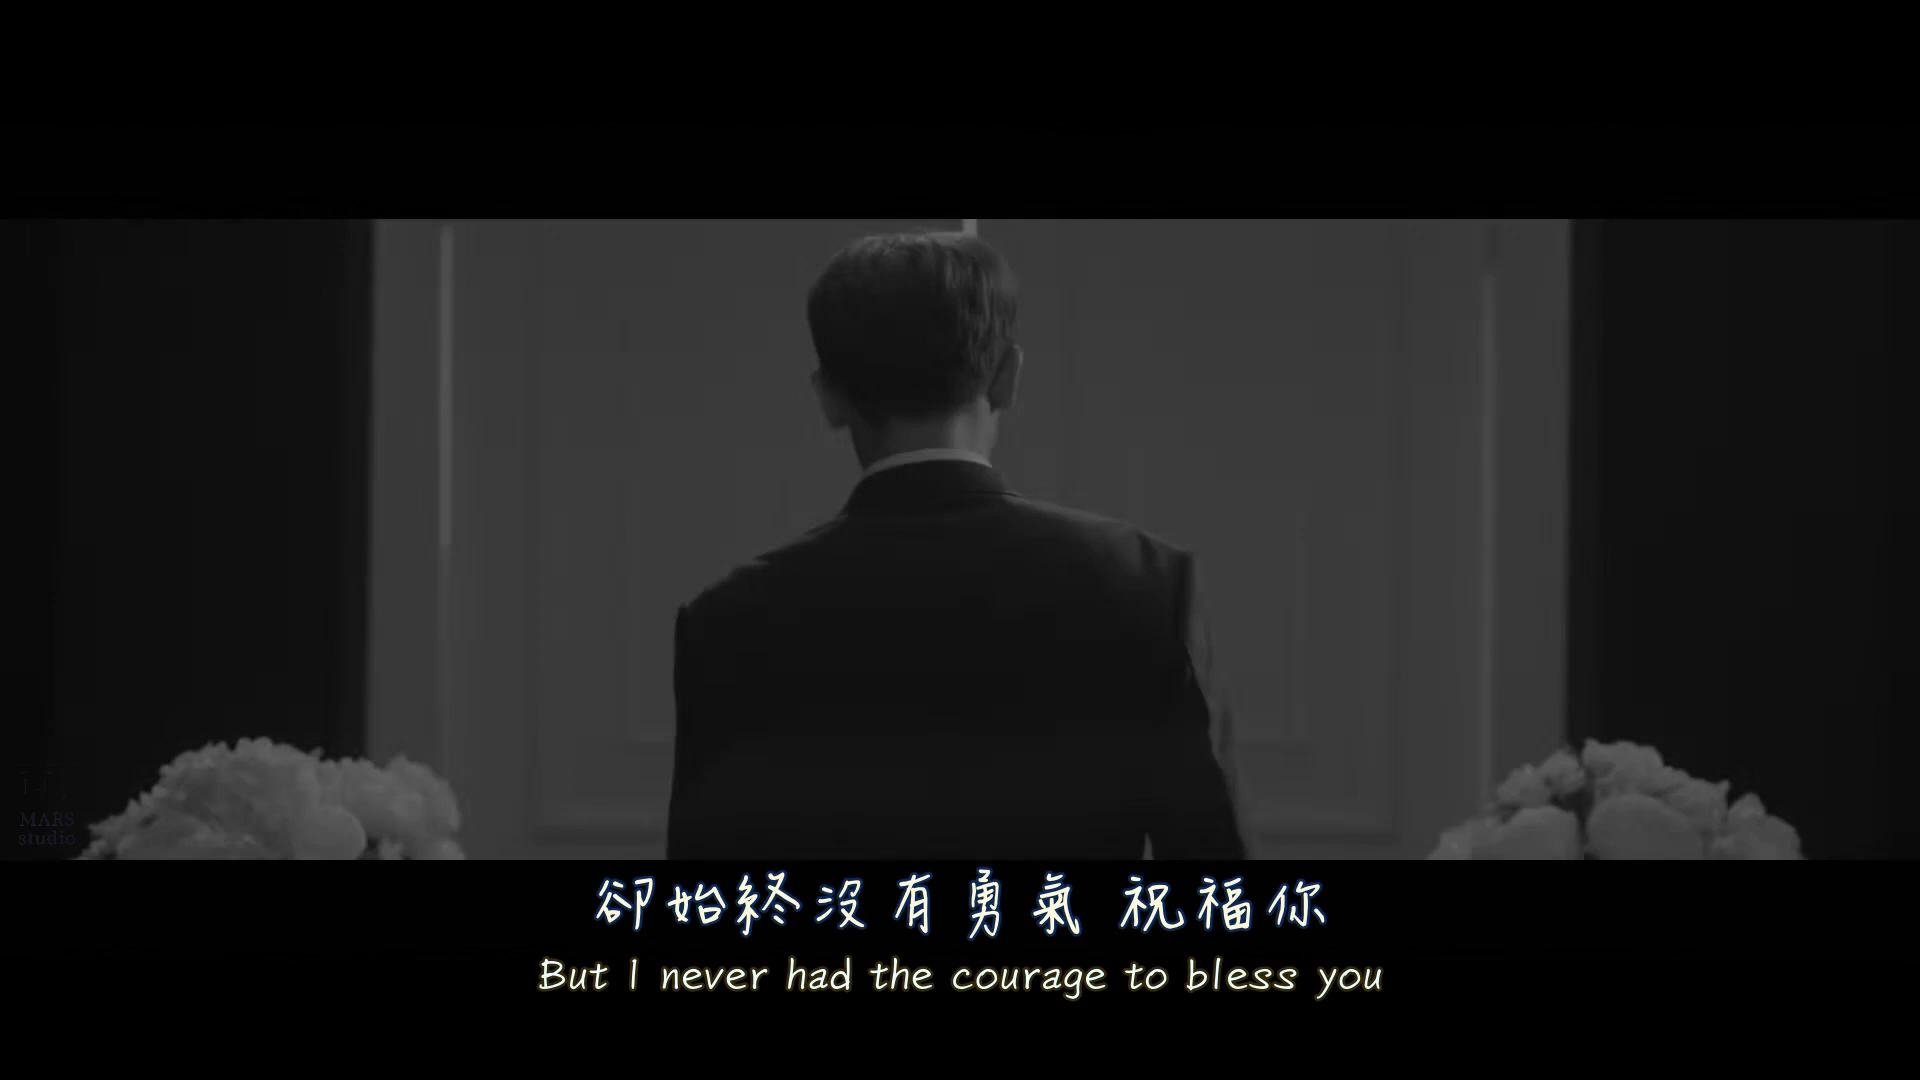 MARS
studio
卻始終沒有勇氣 祝福你
But I never had the courage to bless you